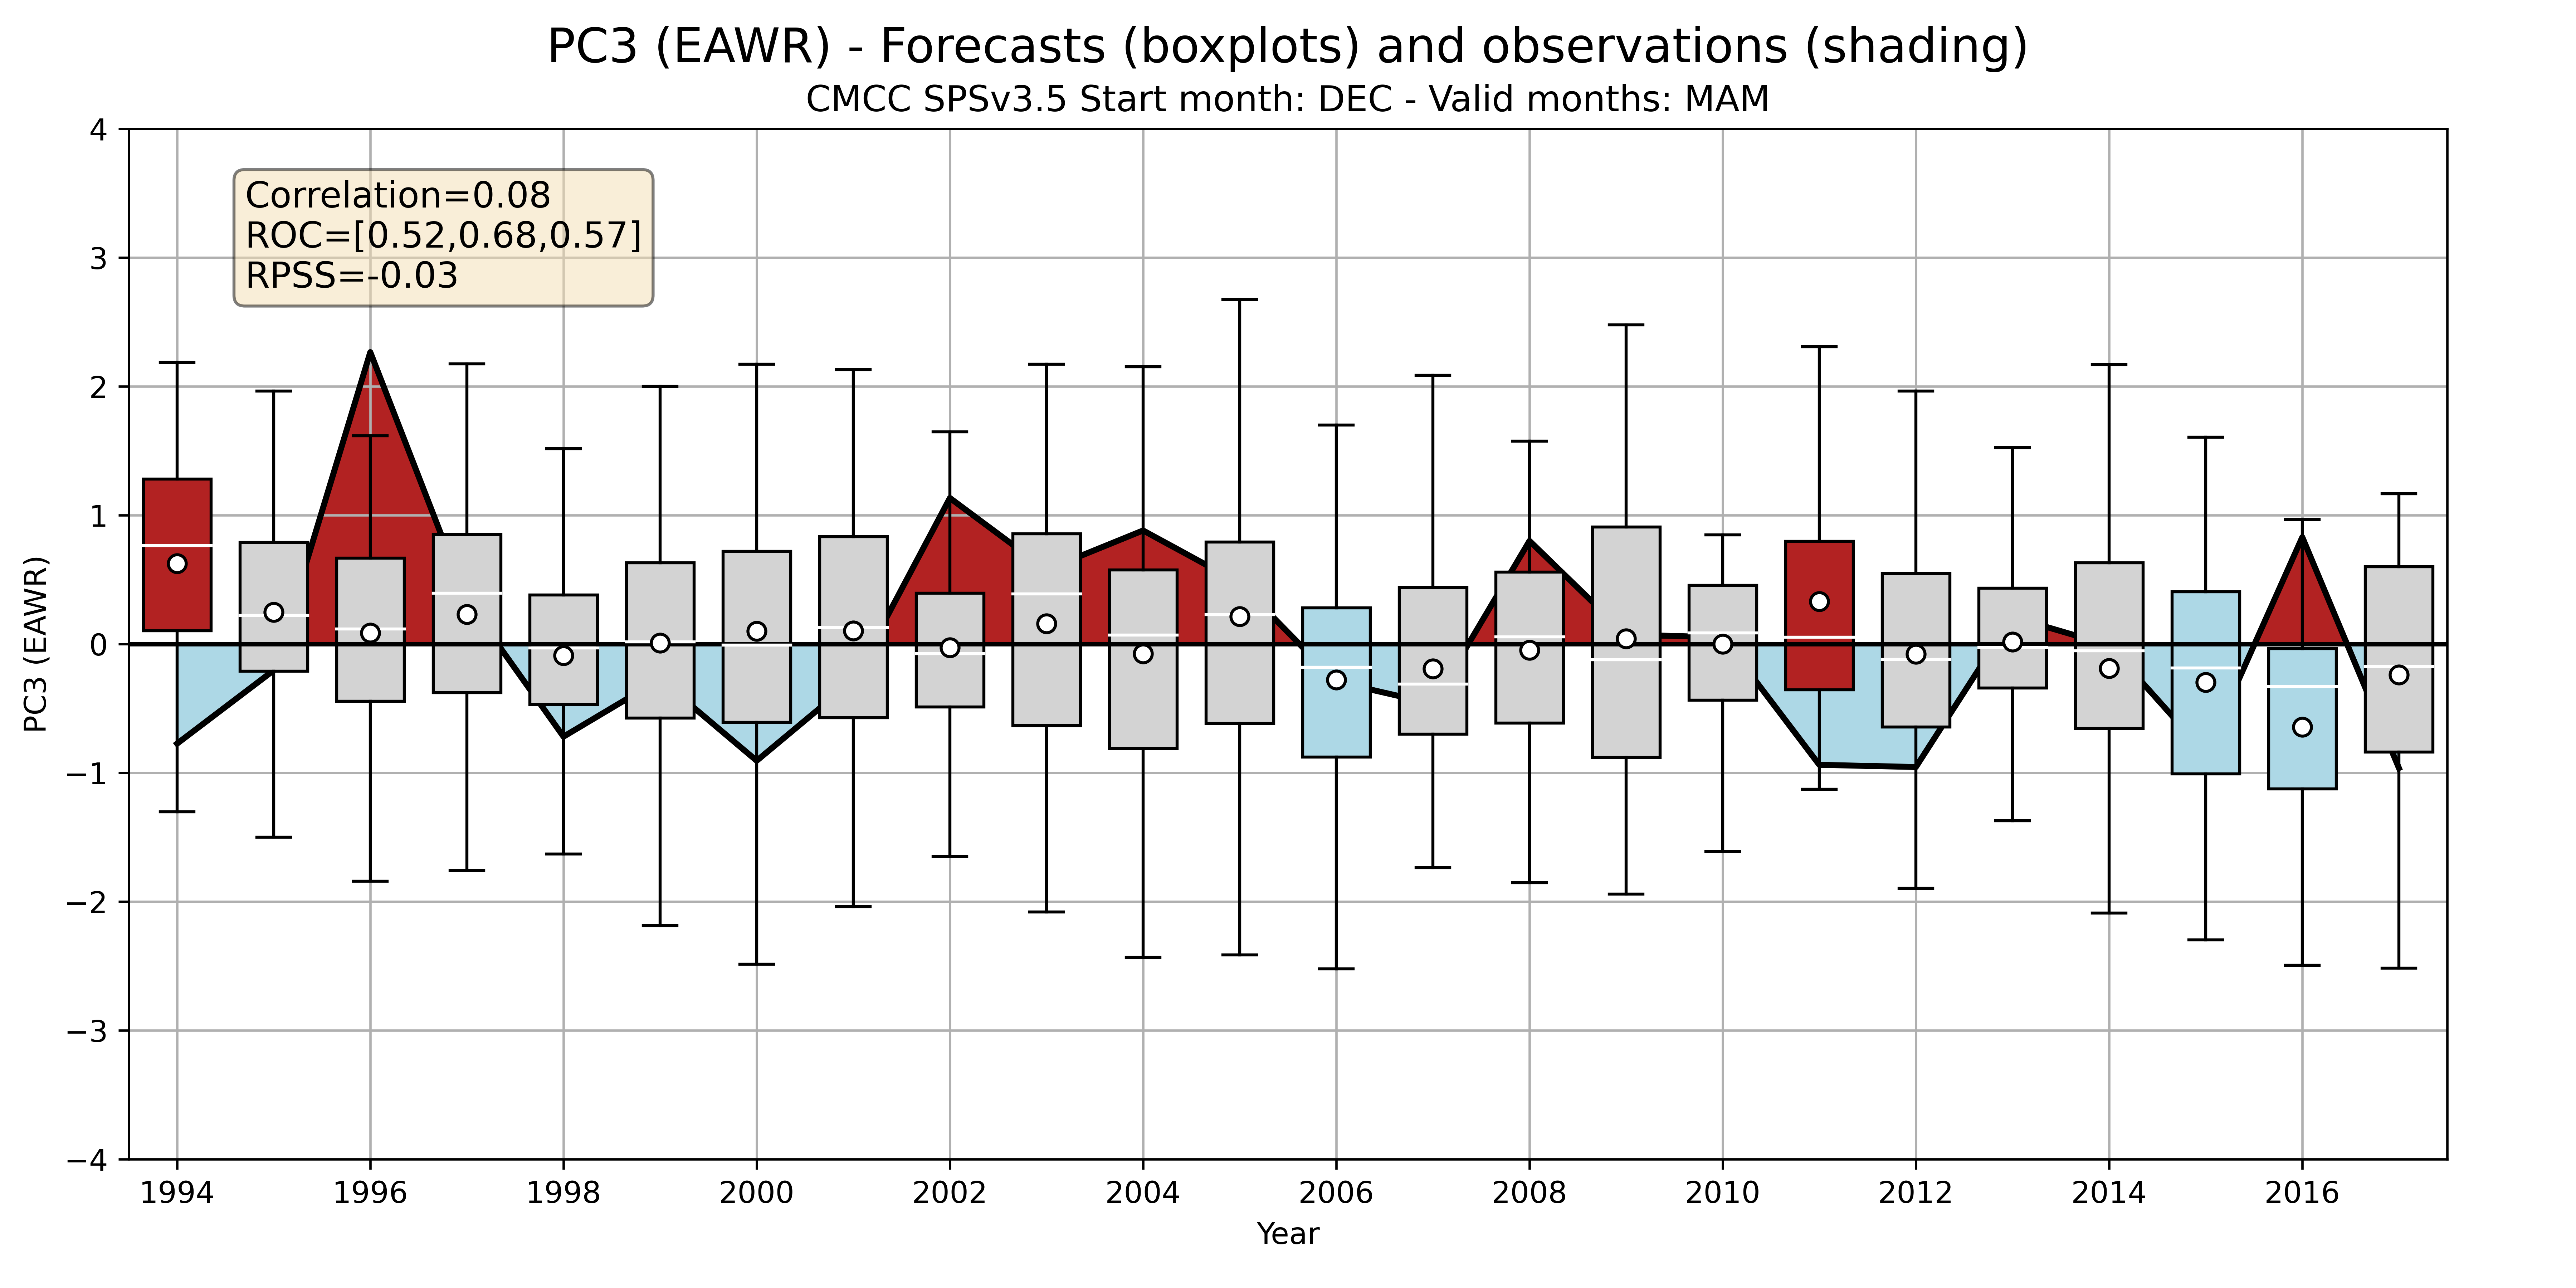 PC3 (EAWR) - Forecasts (boxplots) and observations (shading)
CMCC SPSv3.5 Start month: DEC - Valid months: MAM
Correlation=0.08
ROC=[0.52,0.68,0.57]
RPSS=-0.03
PC3 (EAWR)
4
3
2
1
0
−1
−2
−3
−4
1994 1996 1998 2000 2002 2004 2006 2008 2010 2012 2014 2016
Year